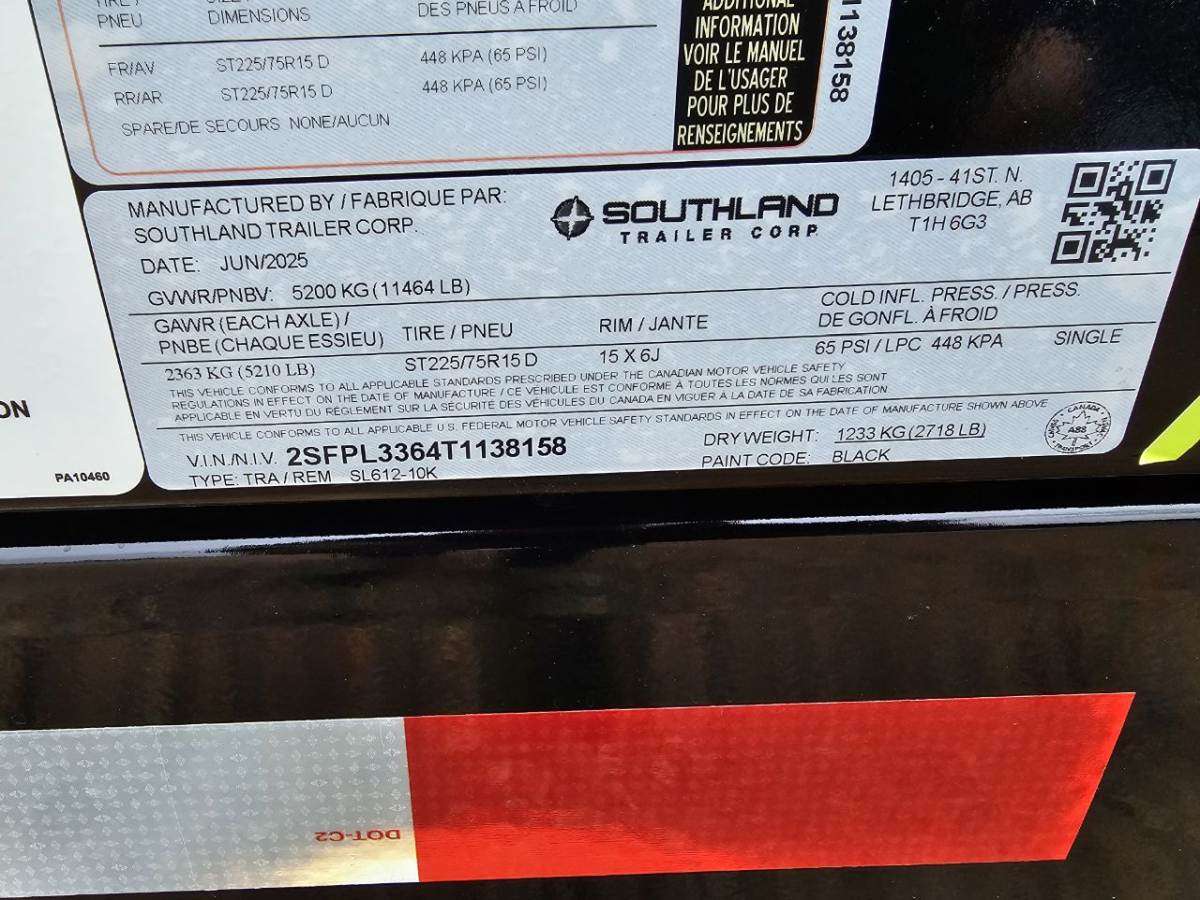 PNEU DIMENSIONS DES PNEUS A FROID)
FR/AV ST225/75R15 D 448 KPA (65 PSI)
RR/AR ST225/75R15 D 448 KPA (65 PSI)
SPARE/DE SECOURS NONE/AUCUN
ADDITIONAL
INFORMATION
VOIR LE MANUEL
DE L'USAGER
POUR PLUS DE
RENSEIGNEMENTS
1138158
MANUFACTURED BY / FABRIQUE PAR:
SOUTHLAND TRAILER CORP.
SOUTHLAND
TRAILER CORP
1405 - 41ST. N.
LETHBRIDGE, AB
T1H 6G3
DATE: JUN/2025
GVWR/PNBV: 5200 KG (11464 LB)
GAWR (EACH AXLE) /
PNBE (CHAQUE ESSIEU)
TIRE / PNEU
RIM / JANTE
COLD INFL. PRESS. / PRESS.
DE GONFL. À FROID
2363 KG (5210 LB) ST225/75R15 D 15 X 6J 65 PSI / LPC 448 KPA SINGLE
THIS VEHICLE CONFORMS TO ALL APPLICABLE STANDARDS PRESCRIBED UNDER THE CANADIAN MOTOR VEHICLE SAFETY
REGULATIONS IN EFFECT ON THE DATE OF MANUFACTURE / CE VÉHICULE EST CONFORME À TOUTES LES NORMES QUI LES SONT
APPLICABLE EN VERTU DU RÈGLEMENT SUR LA SÉCURITÉ DES VÉHICULES DU CANADA EN VIGUER À LA DATE DE SA FABRICATION
THIS VEHICLE CONFORMS TO ALL APPLICABLE U.S. FEDERAL MOTOR VEHICLE SAFETY STANDARDS IN EFFECT ON THE DATE OF MANUFACTURE SHOWN ABOVE
V.I.N./N.I.V. 2SFPL3364T1138158
DRY WEIGHT: 1233 KG (2718 LB)
TYPE: TRA / REM SL612-10K
PAINT CODE: BLACK
CANADA
TRANSPORT
ON
PA10460
DOT-C2